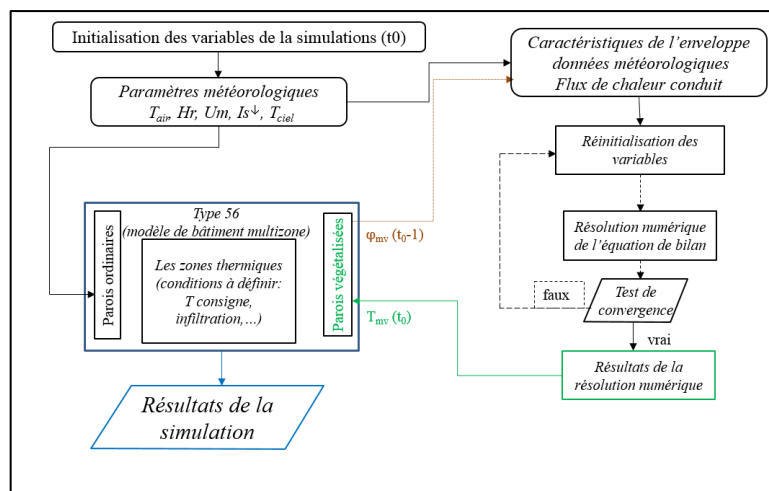 Initialisation des variables de la simulations (t0)
Paramètres météorologiques
Tair, Hr, Um, Is↓, Tciel
Caractéristiques de l'enveloppe
données météorologiques
Flux de chaleur conduit
Réinitialisation des
variables
Résolution numérique
de l'équation de bilan
Test de
convergence
faux
vrai
Résultats de la
résolution numérique
Type 56
(modèle de bâtiment multizone)
Parois ordinaires
Les zones thermiques
(conditions à définir:
T consigne,
infiltration,…)
Parois végétalisées
φmv (t0-1)
Tmv (t0)
Résultats de la
simulation